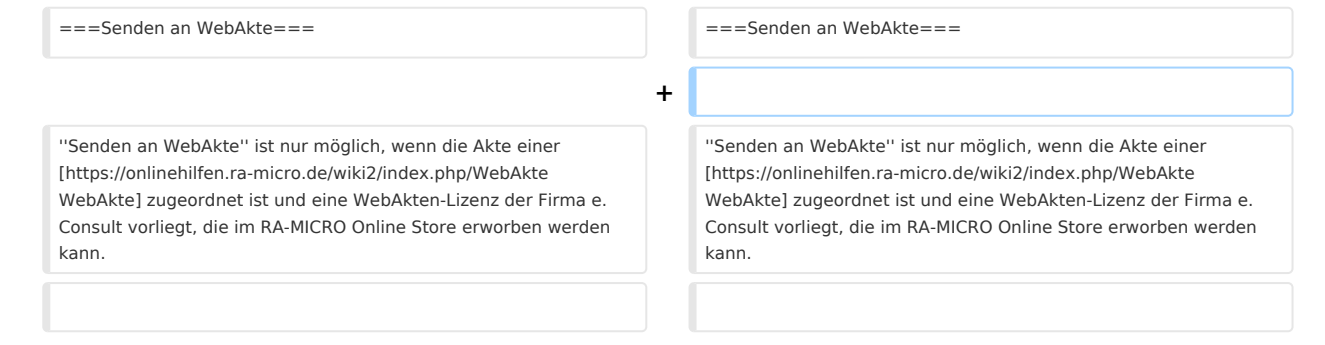 ===Senden an WebAkte===
===Senden an WebAkte===
+
''Senden an WebAkte'' ist nur möglich, wenn die Akte einer
[https://onlinehilfen.ra-micro.de/wiki2/index.php/WebAkte
WebAkte] zugeordnet ist und eine WebAkten-Lizenz der Firma e.
Consult vorliegt, die im RA-MICRO Online Store erworben werden
kann.
''Senden an WebAkte'' ist nur möglich, wenn die Akte einer
[https://onlinehilfen.ra-micro.de/wiki2/index.php/WebAkte
WebAkte] zugeordnet ist und eine WebAkten-Lizenz der Firma e.
Consult vorliegt, die im RA-MICRO Online Store erworben werden
kann.